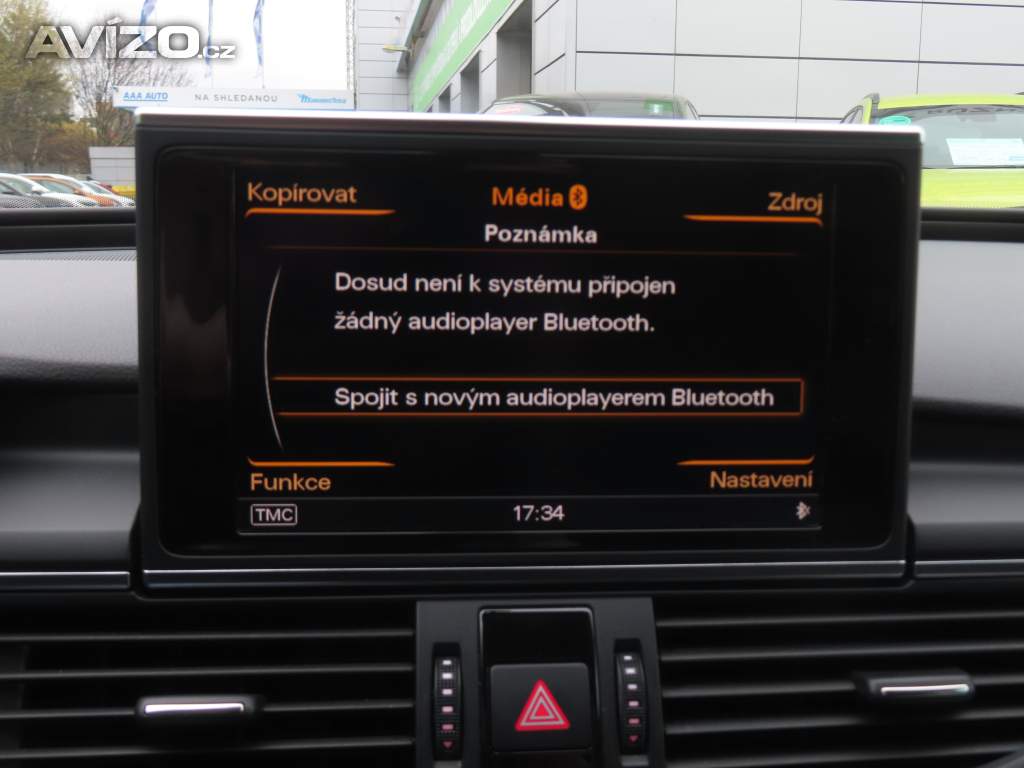 AVÍZO.cz
AAA AUTO NA SHLEDANOU
Kopírovat
Média
Zdroj
Poznámka
Dosud není k systému připojen
žádný audioplayer Bluetooth.
Spojit s novým audioplayerem Bluetooth
Funkce
Nastavení
TMC
17:34